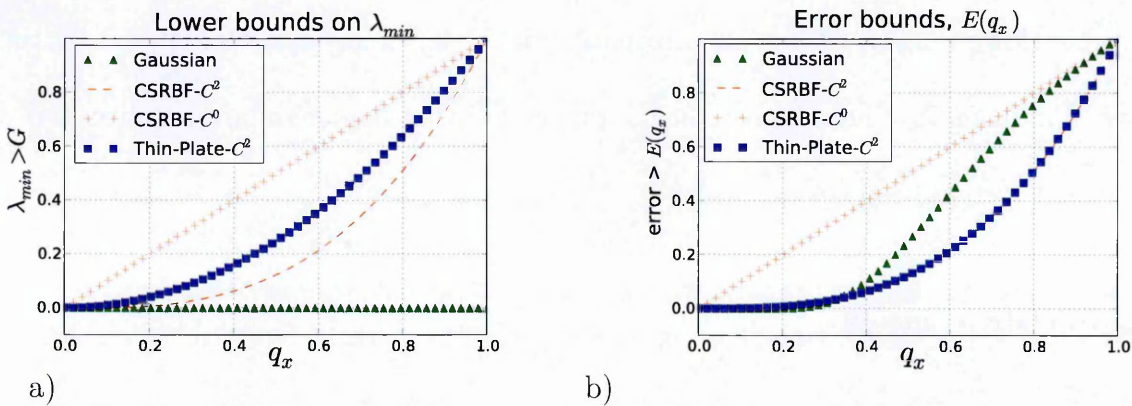 Lower bounds on λ_min
Gaussian
CSRBF-C²
CSRBF-C⁰
Thin-Plate-C²
λ_min > G
0.8
0.6
0.4
0.2
0.0
0.0 0.2 0.4 0.6 0.8 1.0
q_x
a)
Error bounds, E(q_x)
Gaussian
CSRBF-C²
CSRBF-C⁰
Thin-Plate-C²
error > E(q_x)
0.8
0.6
0.4
0.2
0.0
0.0 0.2 0.4 0.6 0.8 1.0
q_x
b)